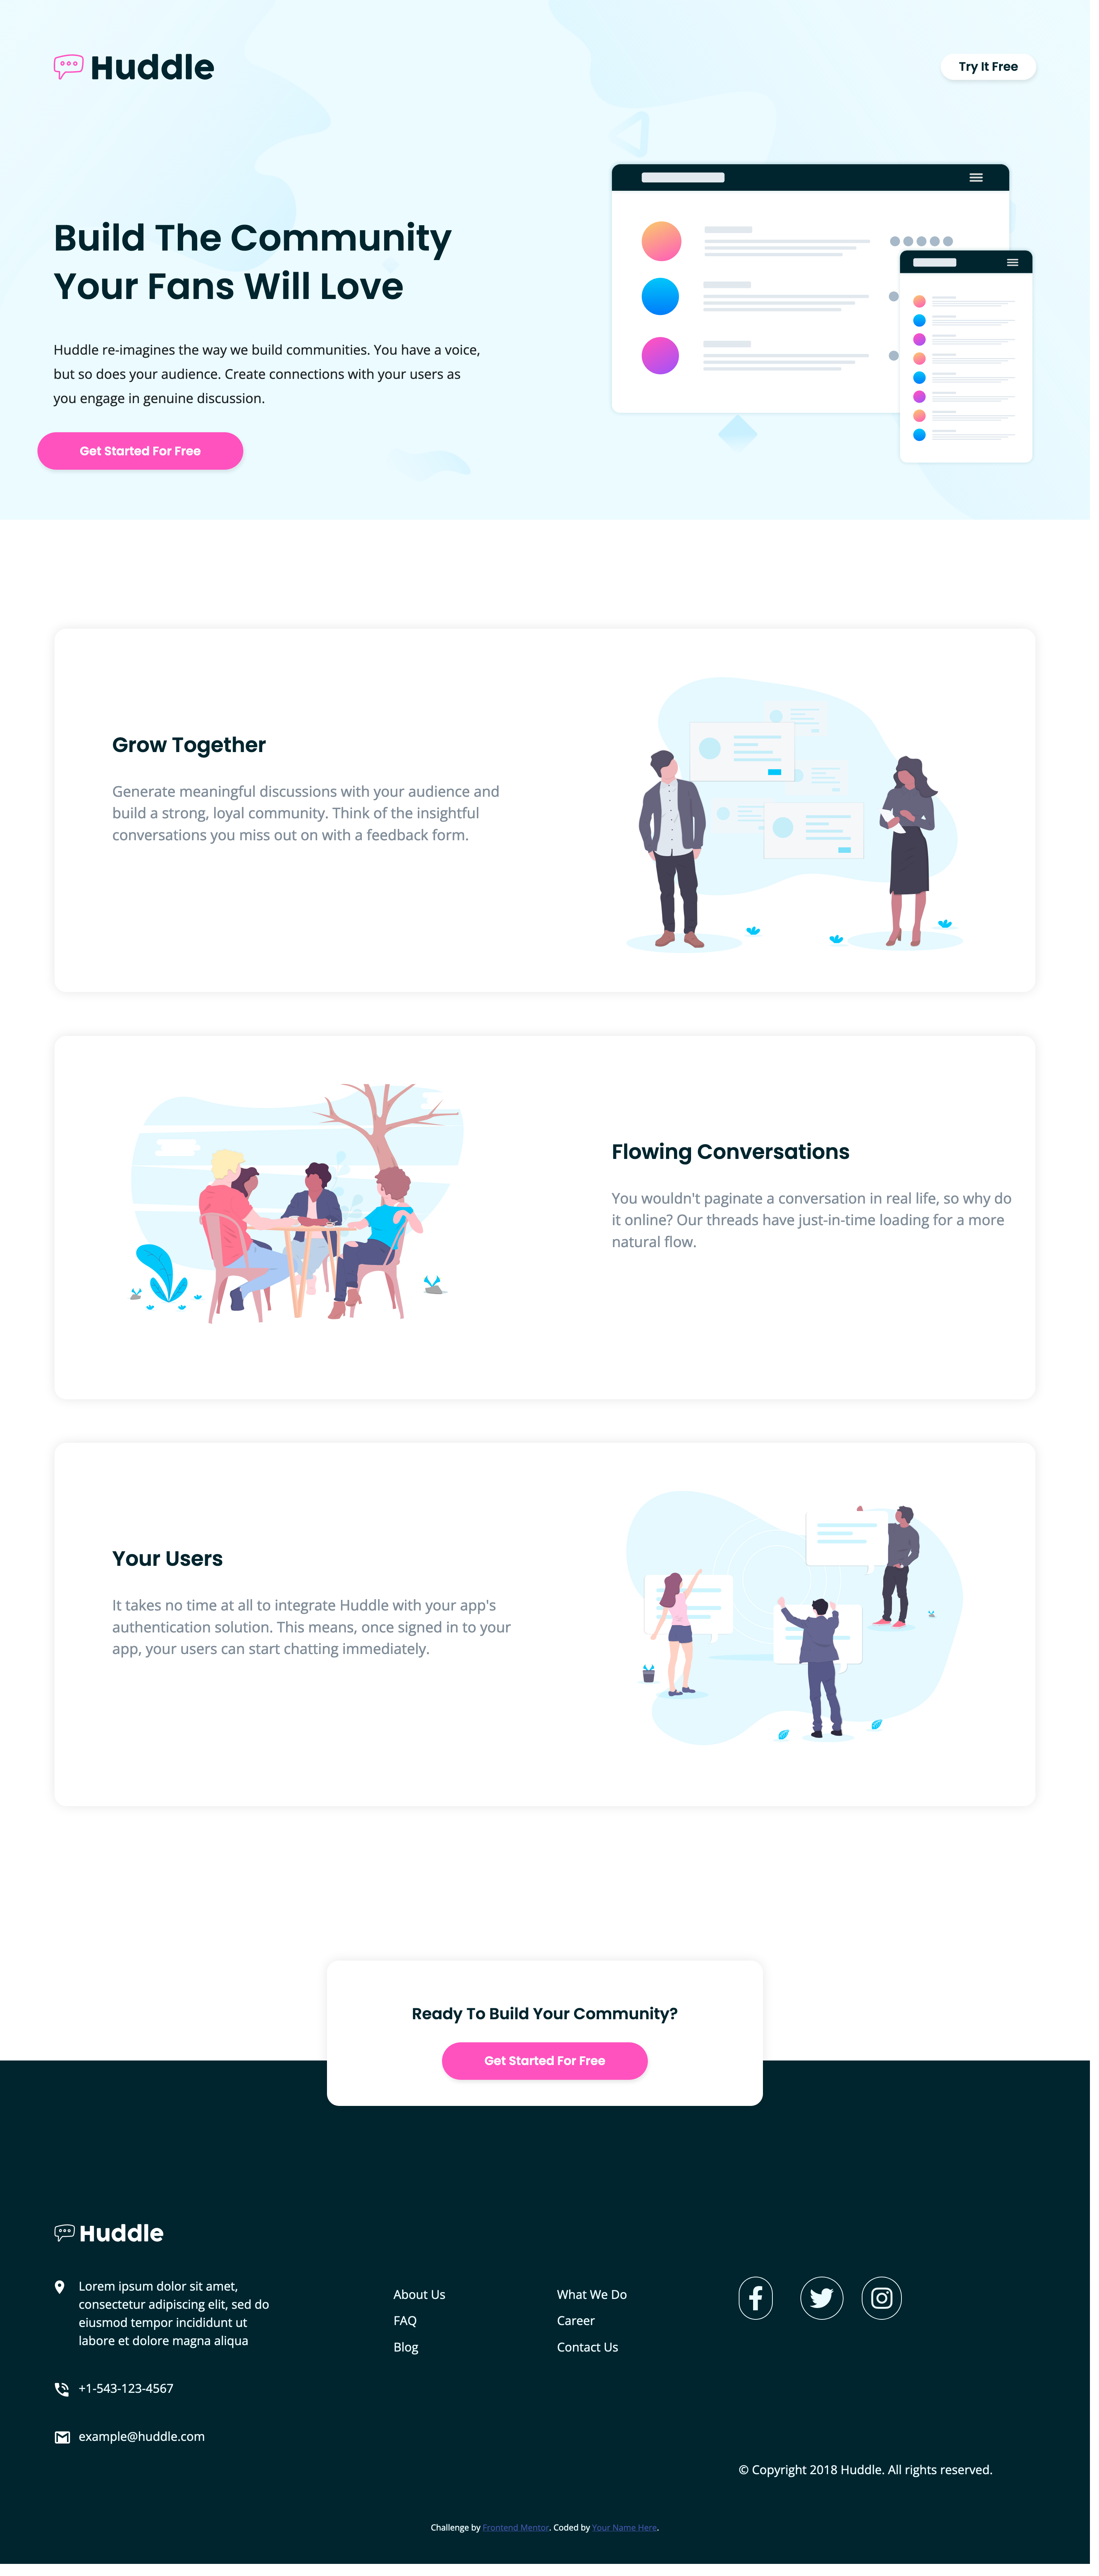 Huddle
Try It Free
Build The Community
Your Fans Will Love
Huddle re-imagines the way we build communities. You have a voice,
but so does your audience. Create connections with your users as
you engage in genuine discussion.
Get Started For Free
Grow Together
Generate meaningful discussions with your audience and
build a strong, loyal community. Think of the insightful
conversations you miss out on with a feedback form.
Flowing Conversations
You wouldn't paginate a conversation in real life, so why do
it online? Our threads have just-in-time loading for a more
natural flow.
Your Users
It takes no time at all to integrate Huddle with your app's
authentication solution. This means, once signed in to your
app, your users can start chatting immediately.
Ready To Build Your Community?
Get Started For Free
Huddle
Lorem ipsum dolor sit amet,
consectetur adipiscing elit, sed do
eiusmod tempor incididunt ut
labore et dolore magna aliqua
+1-543-123-4567
example@huddle.com
About Us
FAQ
Blog
What We Do
Career
Contact Us
© Copyright 2018 Huddle. All rights reserved.
Challenge by Frontend Mentor. Coded by Your Name Here.